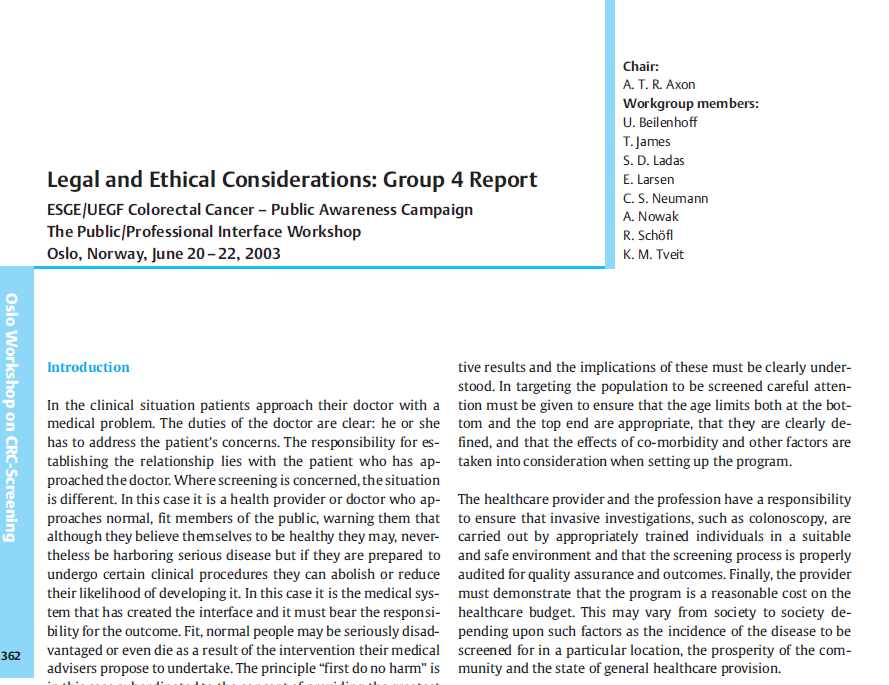 Legal and Ethical Considerations: Group 4 Report
ESGE/UEGF Colorectal Cancer – Public Awareness Campaign
The Public/Professional Interface Workshop
Oslo, Norway, June 20 – 22, 2003
Chair:
A. T. R. Axon
Workgroup members:
U. Beilenhoff
T. James
S. D. Ladas
E. Larsen
C. S. Neumann
A. Nowak
R. Schöfl
K. M. Tveit
Oslo Workshop on CRC-Screening
362
Introduction
In the clinical situation patients approach their doctor with a
medical problem. The duties of the doctor are clear: he or she
has to address the patient's concerns. The responsibility for es-
tablishing the relationship lies with the patient who has ap-
proached the doctor. Where screening is concerned, the situation
is different. In this case it is a health provider or doctor who ap-
proaches normal, fit members of the public, warning them that
although they believe themselves to be healthy they may, never-
theless be harboring serious disease but if they are prepared to
undergo certain clinical procedures they can abolish or reduce
their likelihood of developing it. In this case it is the medical sys-
tem that has created the interface and it must bear the responsi-
bility for the outcome. Fit, normal people may be seriously disad-
vantaged or even die as a result of the intervention their medical
advisers propose to undertake. The principle “first do no harm” is
in this case subordinated to the concept of providing the greatest
tive results and the implications of these must be clearly under-
stood. In targeting the population to be screened careful atten-
tion must be given to ensure that the age limits both at the bot-
tom and the top end are appropriate, that they are clearly de-
fined, and that the effects of co-morbidity and other factors are
taken into consideration when setting up the program.
The healthcare provider and the profession have a responsibility
to ensure that invasive investigations, such as colonoscopy, are
carried out by appropriately trained individuals in a suitable
and safe environment and that the screening process is properly
audited for quality assurance and outcomes. Finally, the provider
must demonstrate that the program is a reasonable cost on the
healthcare budget. This may vary from society to society de-
pending upon such factors as the incidence of the disease to be
screened for in a particular location, the prosperity of the com-
munity and the state of general healthcare provision.